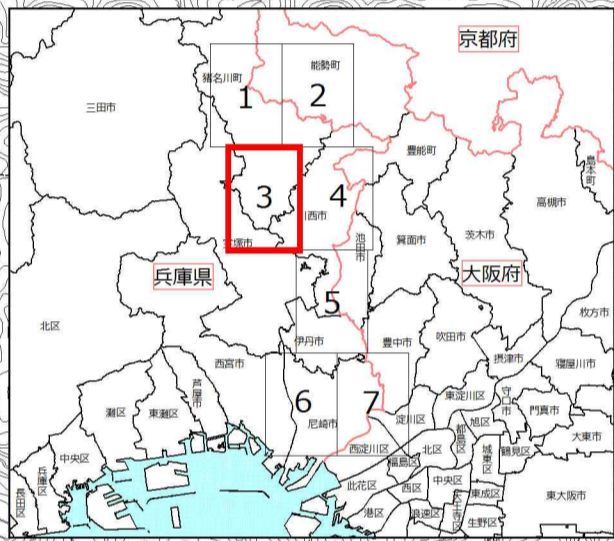 京都府
猪名川町
能勢町
1
2
三田市
豊能町
島本町
3
4
高槻市
川西市
茨木市
宝塚市
池田市
箕面市
兵庫県
大阪府
5
枚方市
北区
吹田市
伊丹市
豊中市
摂津市
寝屋川市
西宮市
芦屋市
東淀川区
守口市
6
7
灘区
東灘区
淀川区
旭区
門真市
尼崎市
都島区
大東市
西淀川区
北区
城東区
鶴見区
中央区
福島区
兵庫区
此花区
西区
中央区
東成区
東大阪市
長田区
天王寺区
港区
浪速区
生野区